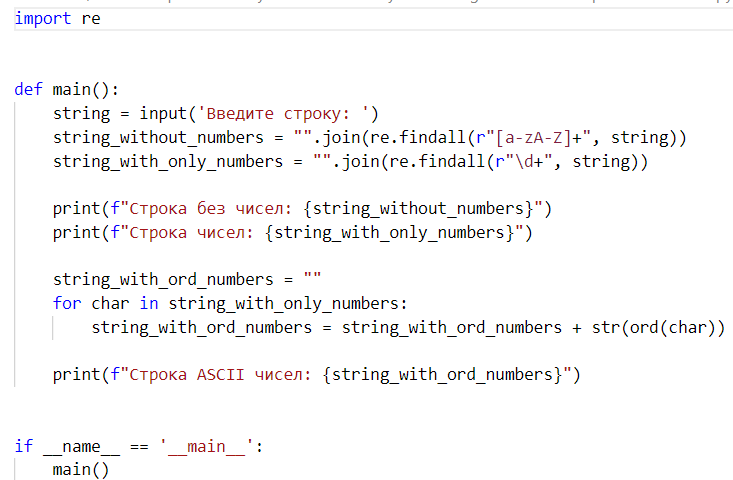 import re
def main():
    string = input('Введите строку: ')
    string_without_numbers = "".join(re.findall(r"[a-zA-Z]+", string))
    string_with_only_numbers = "".join(re.findall(r"\d+", string))
    print(f"Строка без чисел: {string_without_numbers}")
    print(f"Строка чисел: {string_with_only_numbers}")
    string_with_ord_numbers = ""
    for char in string_with_only_numbers:
        string_with_ord_numbers = string_with_ord_numbers + str(ord(char))
    print(f"Строка ASCII чисел: {string_with_ord_numbers}")
if __name__ == '__main__':
    main()